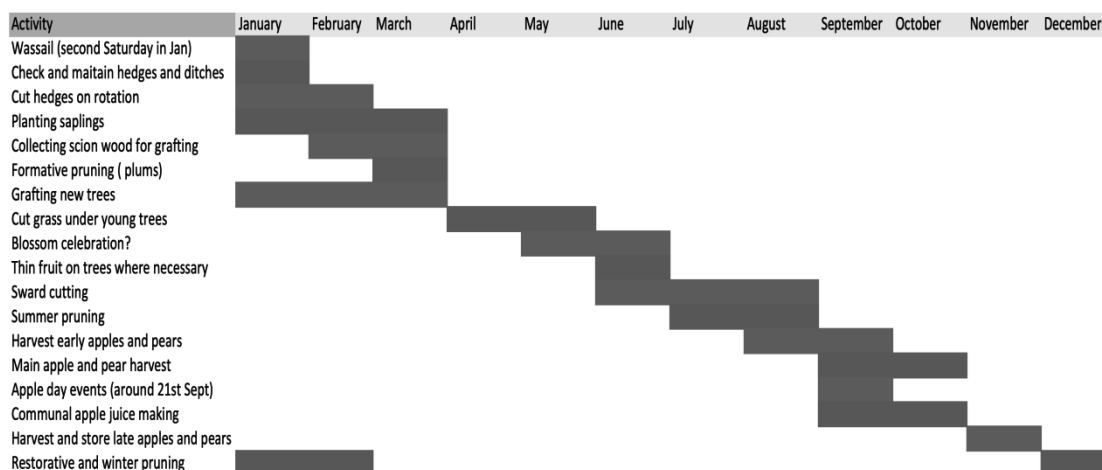 Activity January February March April May June July August September October November December
Wassail (second Saturday in Jan)
Check and maitain hedges and ditches
Cut hedges on rotation
Planting saplings
Collecting scion wood for grafting
Formative pruning ( plums)
Grafting new trees
Cut grass under young trees
Blossom celebration?
Thin fruit on trees where necessary
Sward cutting
Summer pruning
Harvest early apples and pears
Main apple and pear harvest
Apple day events (around 21st Sept)
Communal apple juice making
Harvest and store late apples and pears
Restorative and winter pruning